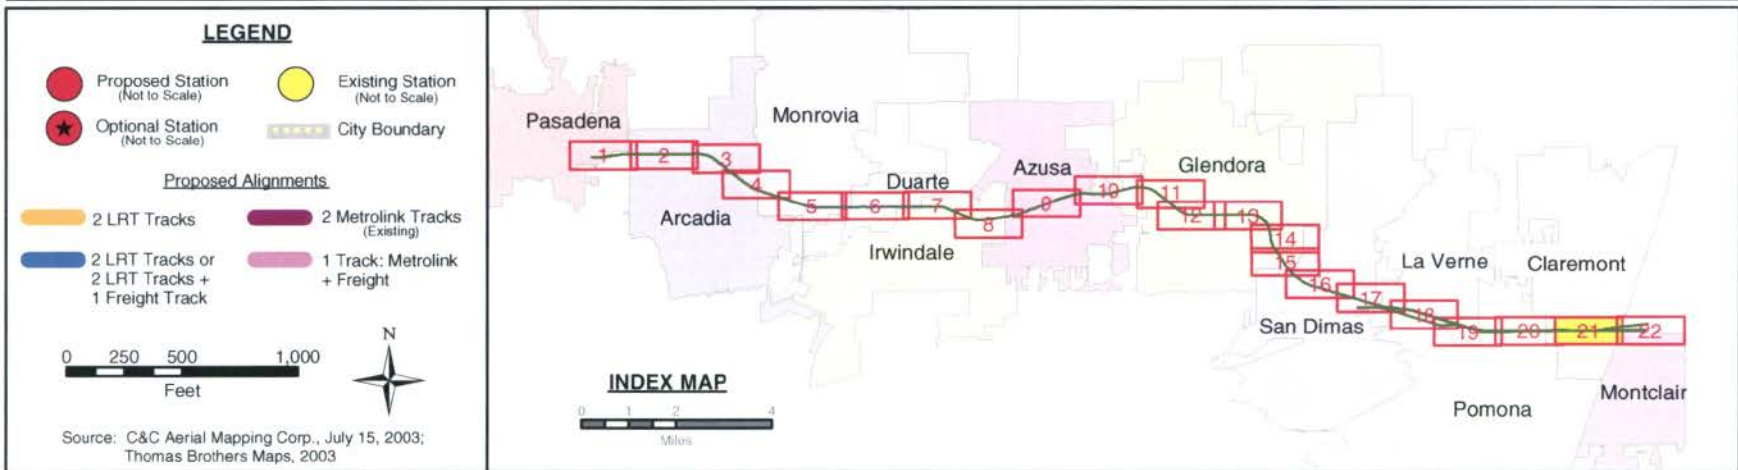 LEGEND
Proposed Station
(Not to Scale)
Existing Station
(Not to Scale)
Optional Station
(Not to Scale)
City Boundary
Proposed Alignments
2 LRT Tracks
2 Metrolink Tracks
(Existing)
2 LRT Tracks or
2 LRT Tracks +
1 Freight Track
1 Track: Metrolink
+ Freight
0 250 500 1,000
Feet
N
Source: C&C Aerial Mapping Corp., July 15, 2003;
Thomas Brothers Maps, 2003
Pasadena
Monrovia
Arcadia
Duarte
Irwindale
Azusa
Glendora
San Dimas
La Verne
Claremont
Pomona
Montclair
1
2
3
4
5
6
7
8
9
10
11
12
13
14
15
16
17
18
19
20
21
22
INDEX MAP
0 1 2 4
Miles